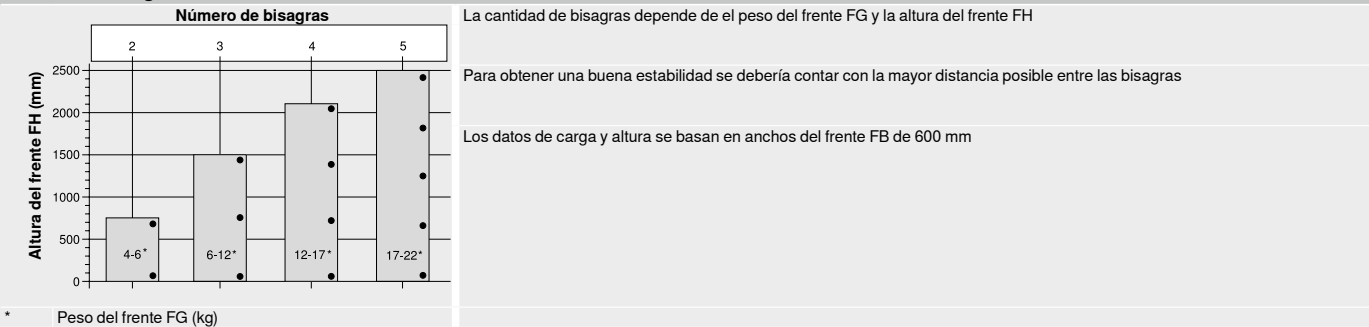 Número de bisagras
2 3 4 5
Altura del frente FH (mm)
2500
2000
1500
1000
500
0
4-6* 6-12* 12-17* 17-22*
* Peso del frente FG (kg)
La cantidad de bisagras depende de el peso del frente FG y la altura del frente FH
Para obtener una buena estabilidad se debería contar con la mayor distancia posible entre las bisagras
Los datos de carga y altura se basan en anchos del frente FB de 600 mm